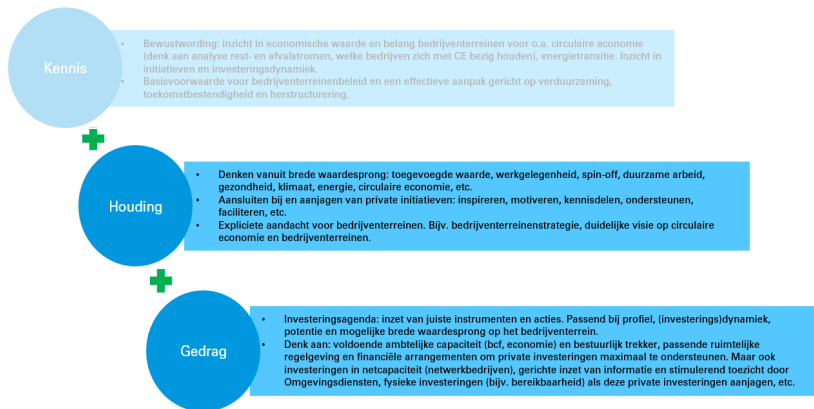 Kennis
• Bewustwording: inzicht in economische waarde en belang bedrijventerreinen voor o.a. circulaire economie
(denk aan analyse rest- en afvalstromen, welke bedrijven zich met CE bezig houden), energietransitie. Inzicht in
initiatieven en investeringsdynamiek.
• Basisvoorwaarde voor bedrijventerreinenbeleid en een effectieve aanpak gericht op verduurzaming,
toekomstbestendigheid en herstructurering.
Houding
• Denken vanuit brede waardesprong: toegevoegde waarde, werkgelegenheid, spin-off, duurzame arbeid,
gezondheid, klimaat, energie, circulaire economie, etc.
• Aansluiten bij en aanjagen van private initiatieven: inspireren, motiveren, kennisdelen, ondersteunen,
faciliteren, etc.
• Expliciete aandacht voor bedrijventerreinen. Bijv. bedrijventerreinenstrategie, duidelijke visie op circulaire
economie en bedrijventerreinen.
Gedrag
• Investeringsagenda: inzet van juiste instrumenten en acties. Passend bij profiel, (investerings)dynamiek,
potentie en mogelijke brede waardesprong op het bedrijventerrein.
• Denk aan: voldoende ambtelijke capaciteit (bcf, economie) en bestuurlijk trekker, passende ruimtelijke
regelgeving en financiële arrangementen om private investeringen maximaal te ondersteunen. Maar ook
investeringen in netcapaciteit (netwerkbedrijven), gerichte inzet van informatie en stimulerend toezicht door
Omgevingsdiensten, fysieke investeringen (bijv. bereikbaarheid) als deze private investeringen aanjagen, etc.